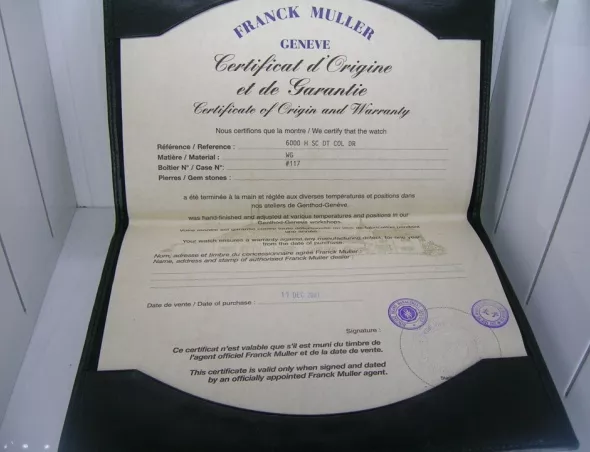 FRANCK MULLER
GENEVE
Certificat d'Origine
et de Garantie
Certificate of Origin and Warranty
Nous certifions que la montre / We certify that the watch
Référence / Reference : 6000 H SC DT COL DR
Matière / Material : WG
Boîtier N° / Case N°: #117
Pierres / Gem stones :
a été terminée à la main et réglée aux diverses températures et positions dans
nos ateliers de Genthod-Genève.
was hand-finished and adjusted at various temperatures and positions in our
Genthod-Geneva workshops.
Your watch ensures a warranty against any manufacturing defect, for one year
from the date of purchase.
Nom, adresse et timbre du concessionnaire agréé Franck Muller :
Name, address and stamp of authorised Franck Muller dealer :
Date de vente / Date of purchase : DEC
Signature :
Ce certificat n'est valable que s'il est muni du timbre de
l'agent officiel Franck Muller et de la date de vente.
This certificate is valid only when signed and dated
by an officially appointed Franck Muller agent.